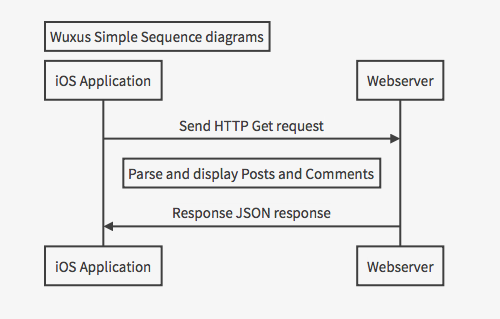 Wuxus Simple Sequence diagrams
iOS Application
Webserver
Send HTTP Get request
Parse and display Posts and Comments
Response JSON response
iOS Application
Webserver